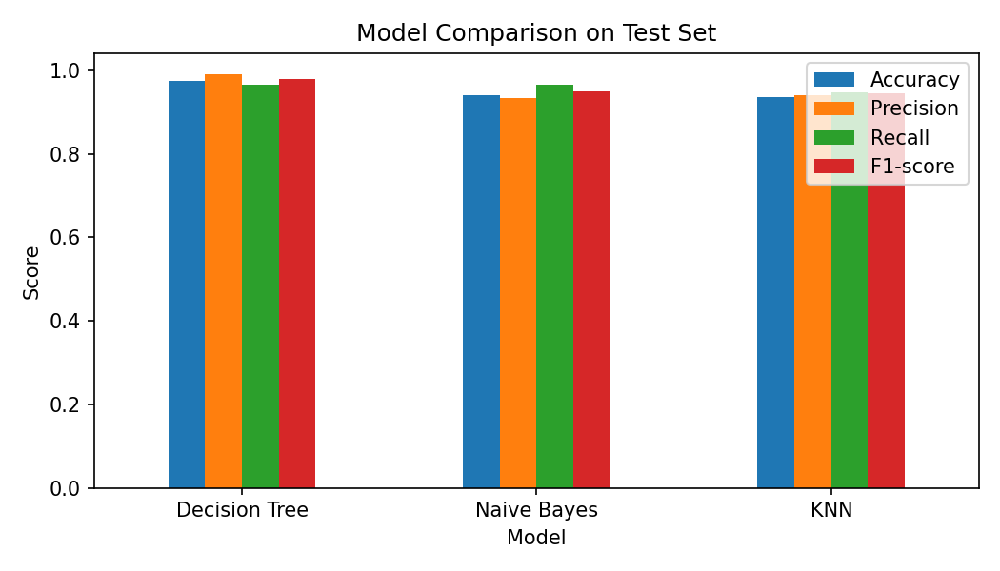 Model Comparison on Test Set
1.0
0.8
0.6
0.4
0.2
0.0
Score
Accuracy
Precision
Recall
F1-score
Decision Tree
Naive Bayes
KNN
Model